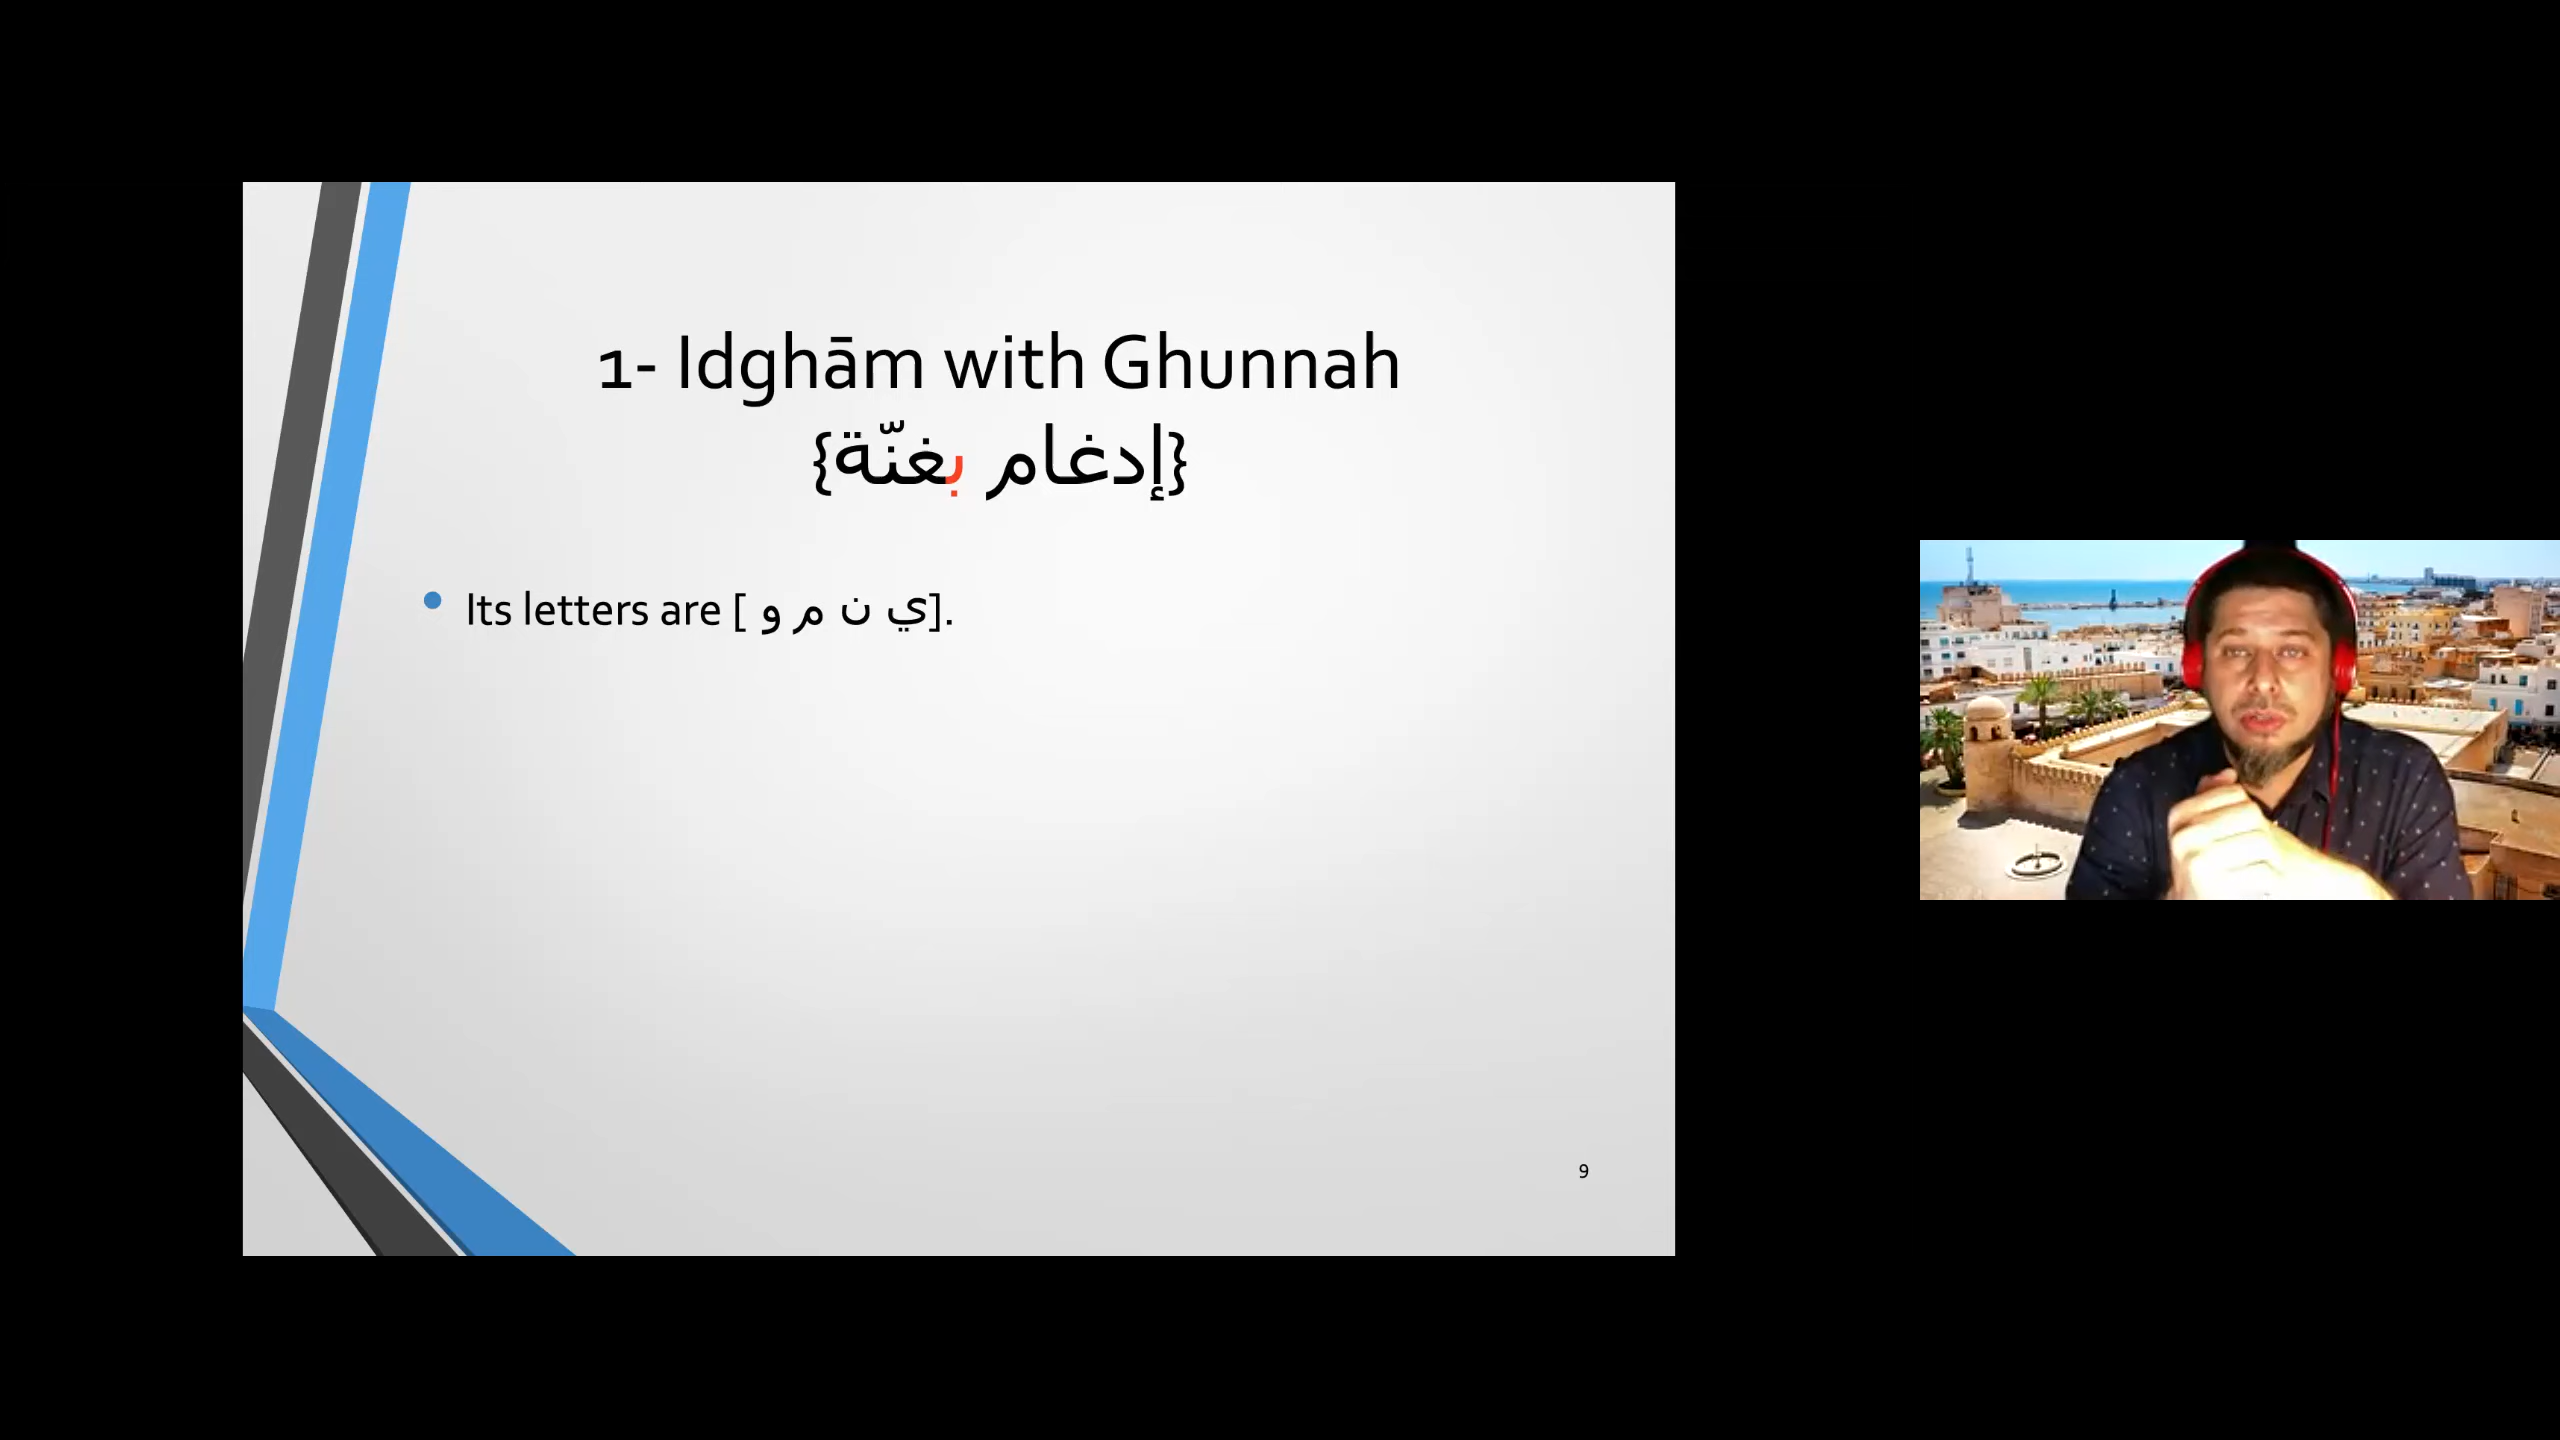 1- Idghām with Ghunnah
{إدغام بغنّة}
Its letters are [ي ن م و ].
9